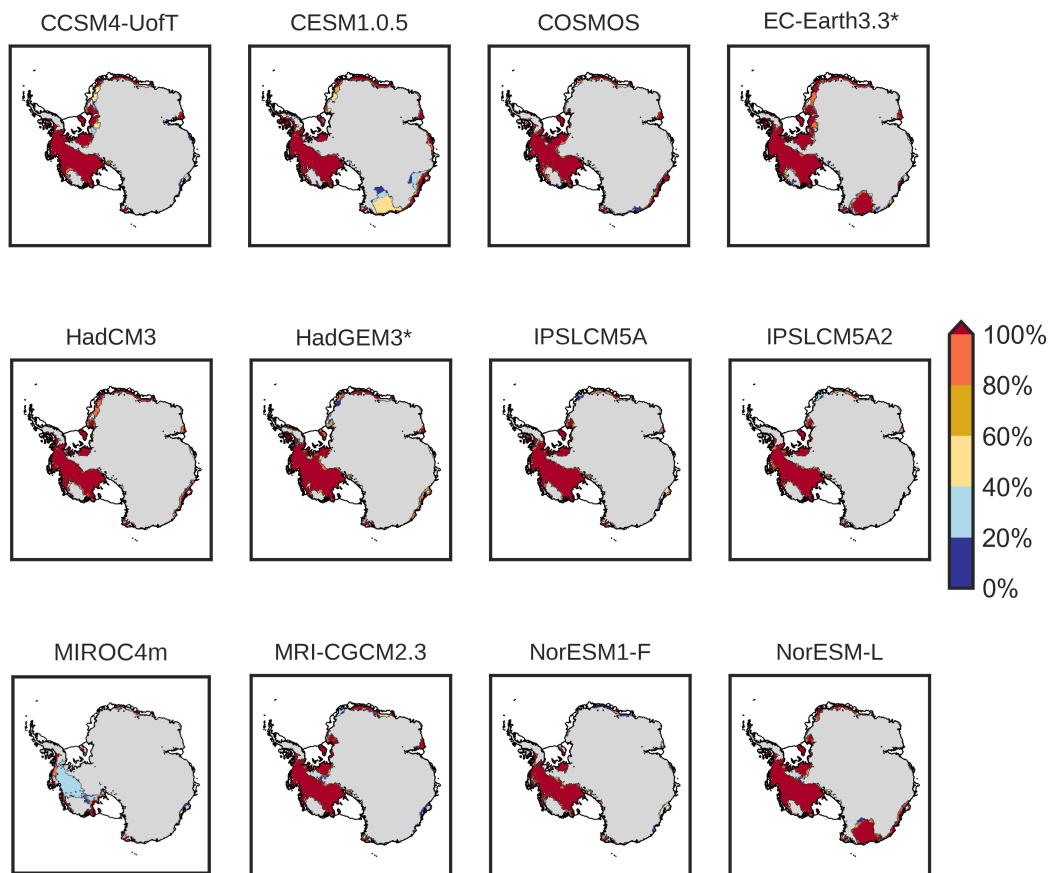 CCSM4-UofT
CESM1.0.5
COSMOS
EC-Earth3.3*
HadCM3
HadGEM3*
IPSLCM5A
IPSLCM5A2
100%
80%
60%
40%
20%
0%
MIROC4m
MRI-CGCM2.3
NorESM1-F
NorESM-L